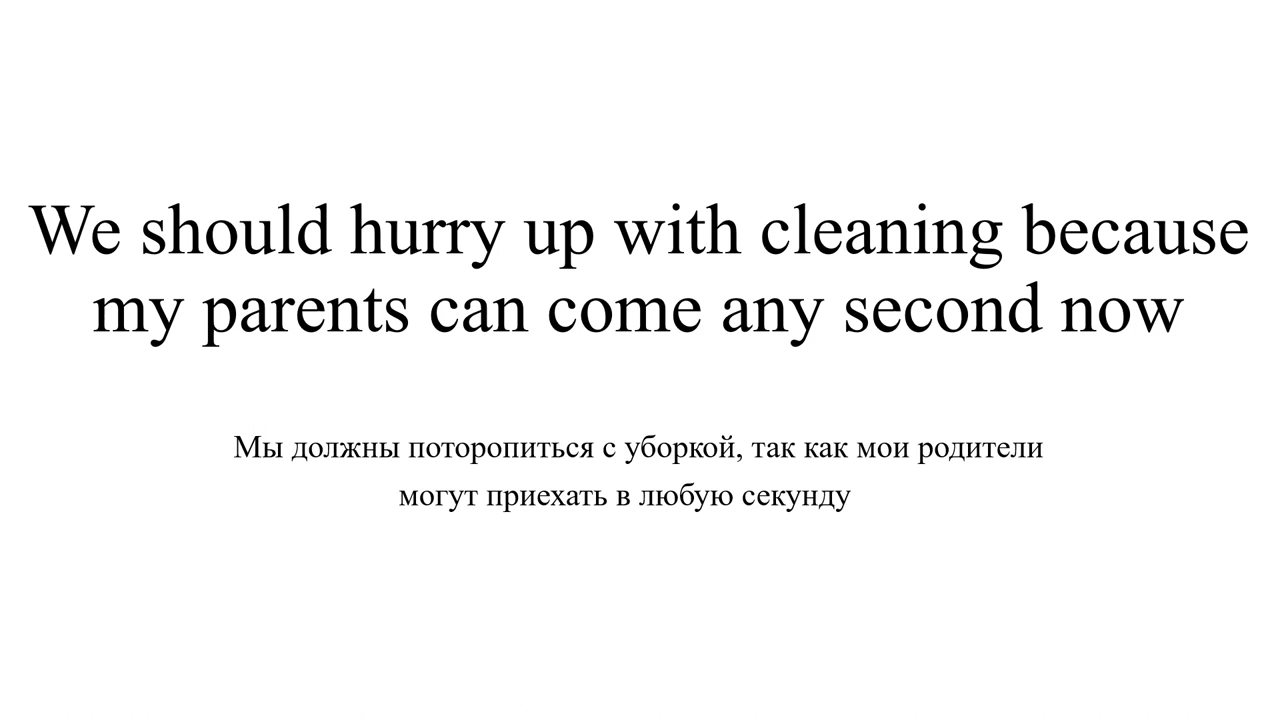 We should hurry up with cleaning because
my parents can come any second now
Мы должны поторопиться с уборкой, так как мои родители
могут приехать в любую секунду